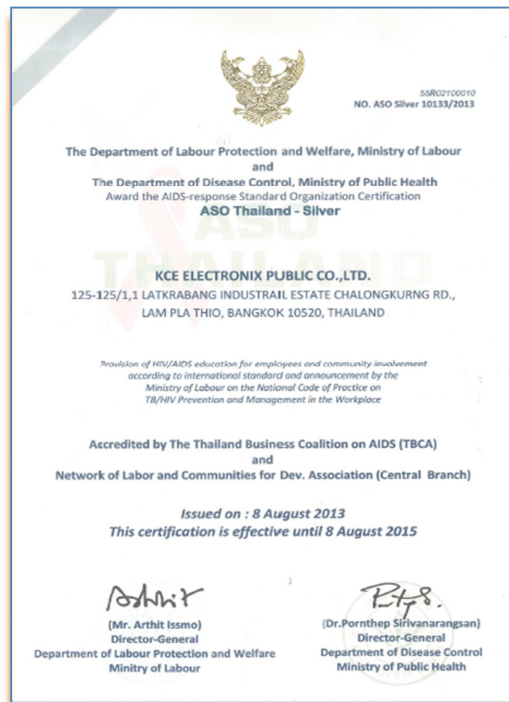 55R02100010
NO. ASO Silver 10133/2013
The Department of Labour Protection and Welfare, Ministry of Labour
and
The Department of Disease Control, Ministry of Public Health
Award the AIDS-response Standard Organization Certification
ASO Thailand - Silver
ASO
THAILAND
KCE ELECTRONIX PUBLIC CO.,LTD.
125-125/1,1 LATKRABANG INDUSTRAIL ESTATE CHALONGKURNG RD.,
LAM PLA THIO, BANGKOK 10520, THAILAND
Provision of HIV/AIDS education for employees and community involvement
according to international standard and announcement by the
Ministry of Labour on the National Code of Practice on
TB/HIV Prevention and Management in the Workplace
Accredited by The Thailand Business Coalition on AIDS (TBCA)
and
Network of Labor and Communities for Dev. Association (Central Branch)
Issued on : 8 August 2013
This certification is effective until 8 August 2015
(Mr. Arthit Issmo)
Director-General
Department of Labour Protection and Welfare
Minitry of Labour
(Dr.Pornthep Sirivanarangsan)
Director-General
Department of Disease Control
Ministry of Public Health